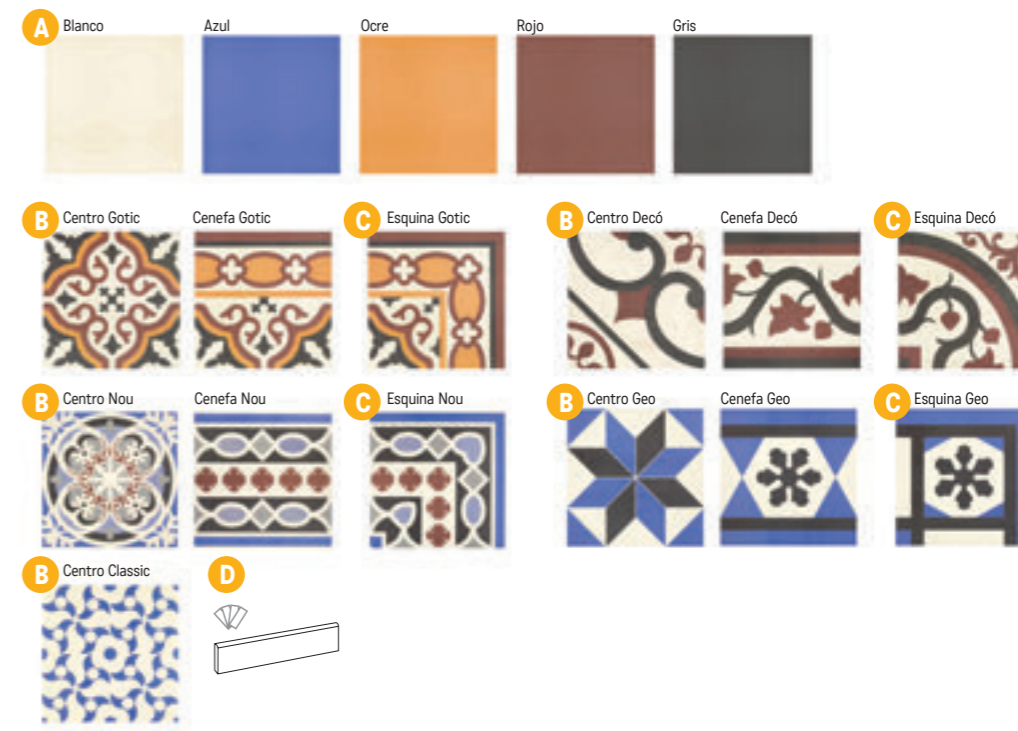 A Blanco Azul Ocre Rojo Gris
B Centro Gotic Cenefa Gotic C Esquina Gotic B Centro Decó Cenefa Decó C Esquina Decó
B Centro Nou Cenefa Nou C Esquina Nou B Centro Geo Cenefa Geo C Esquina Geo
B Centro Classic D